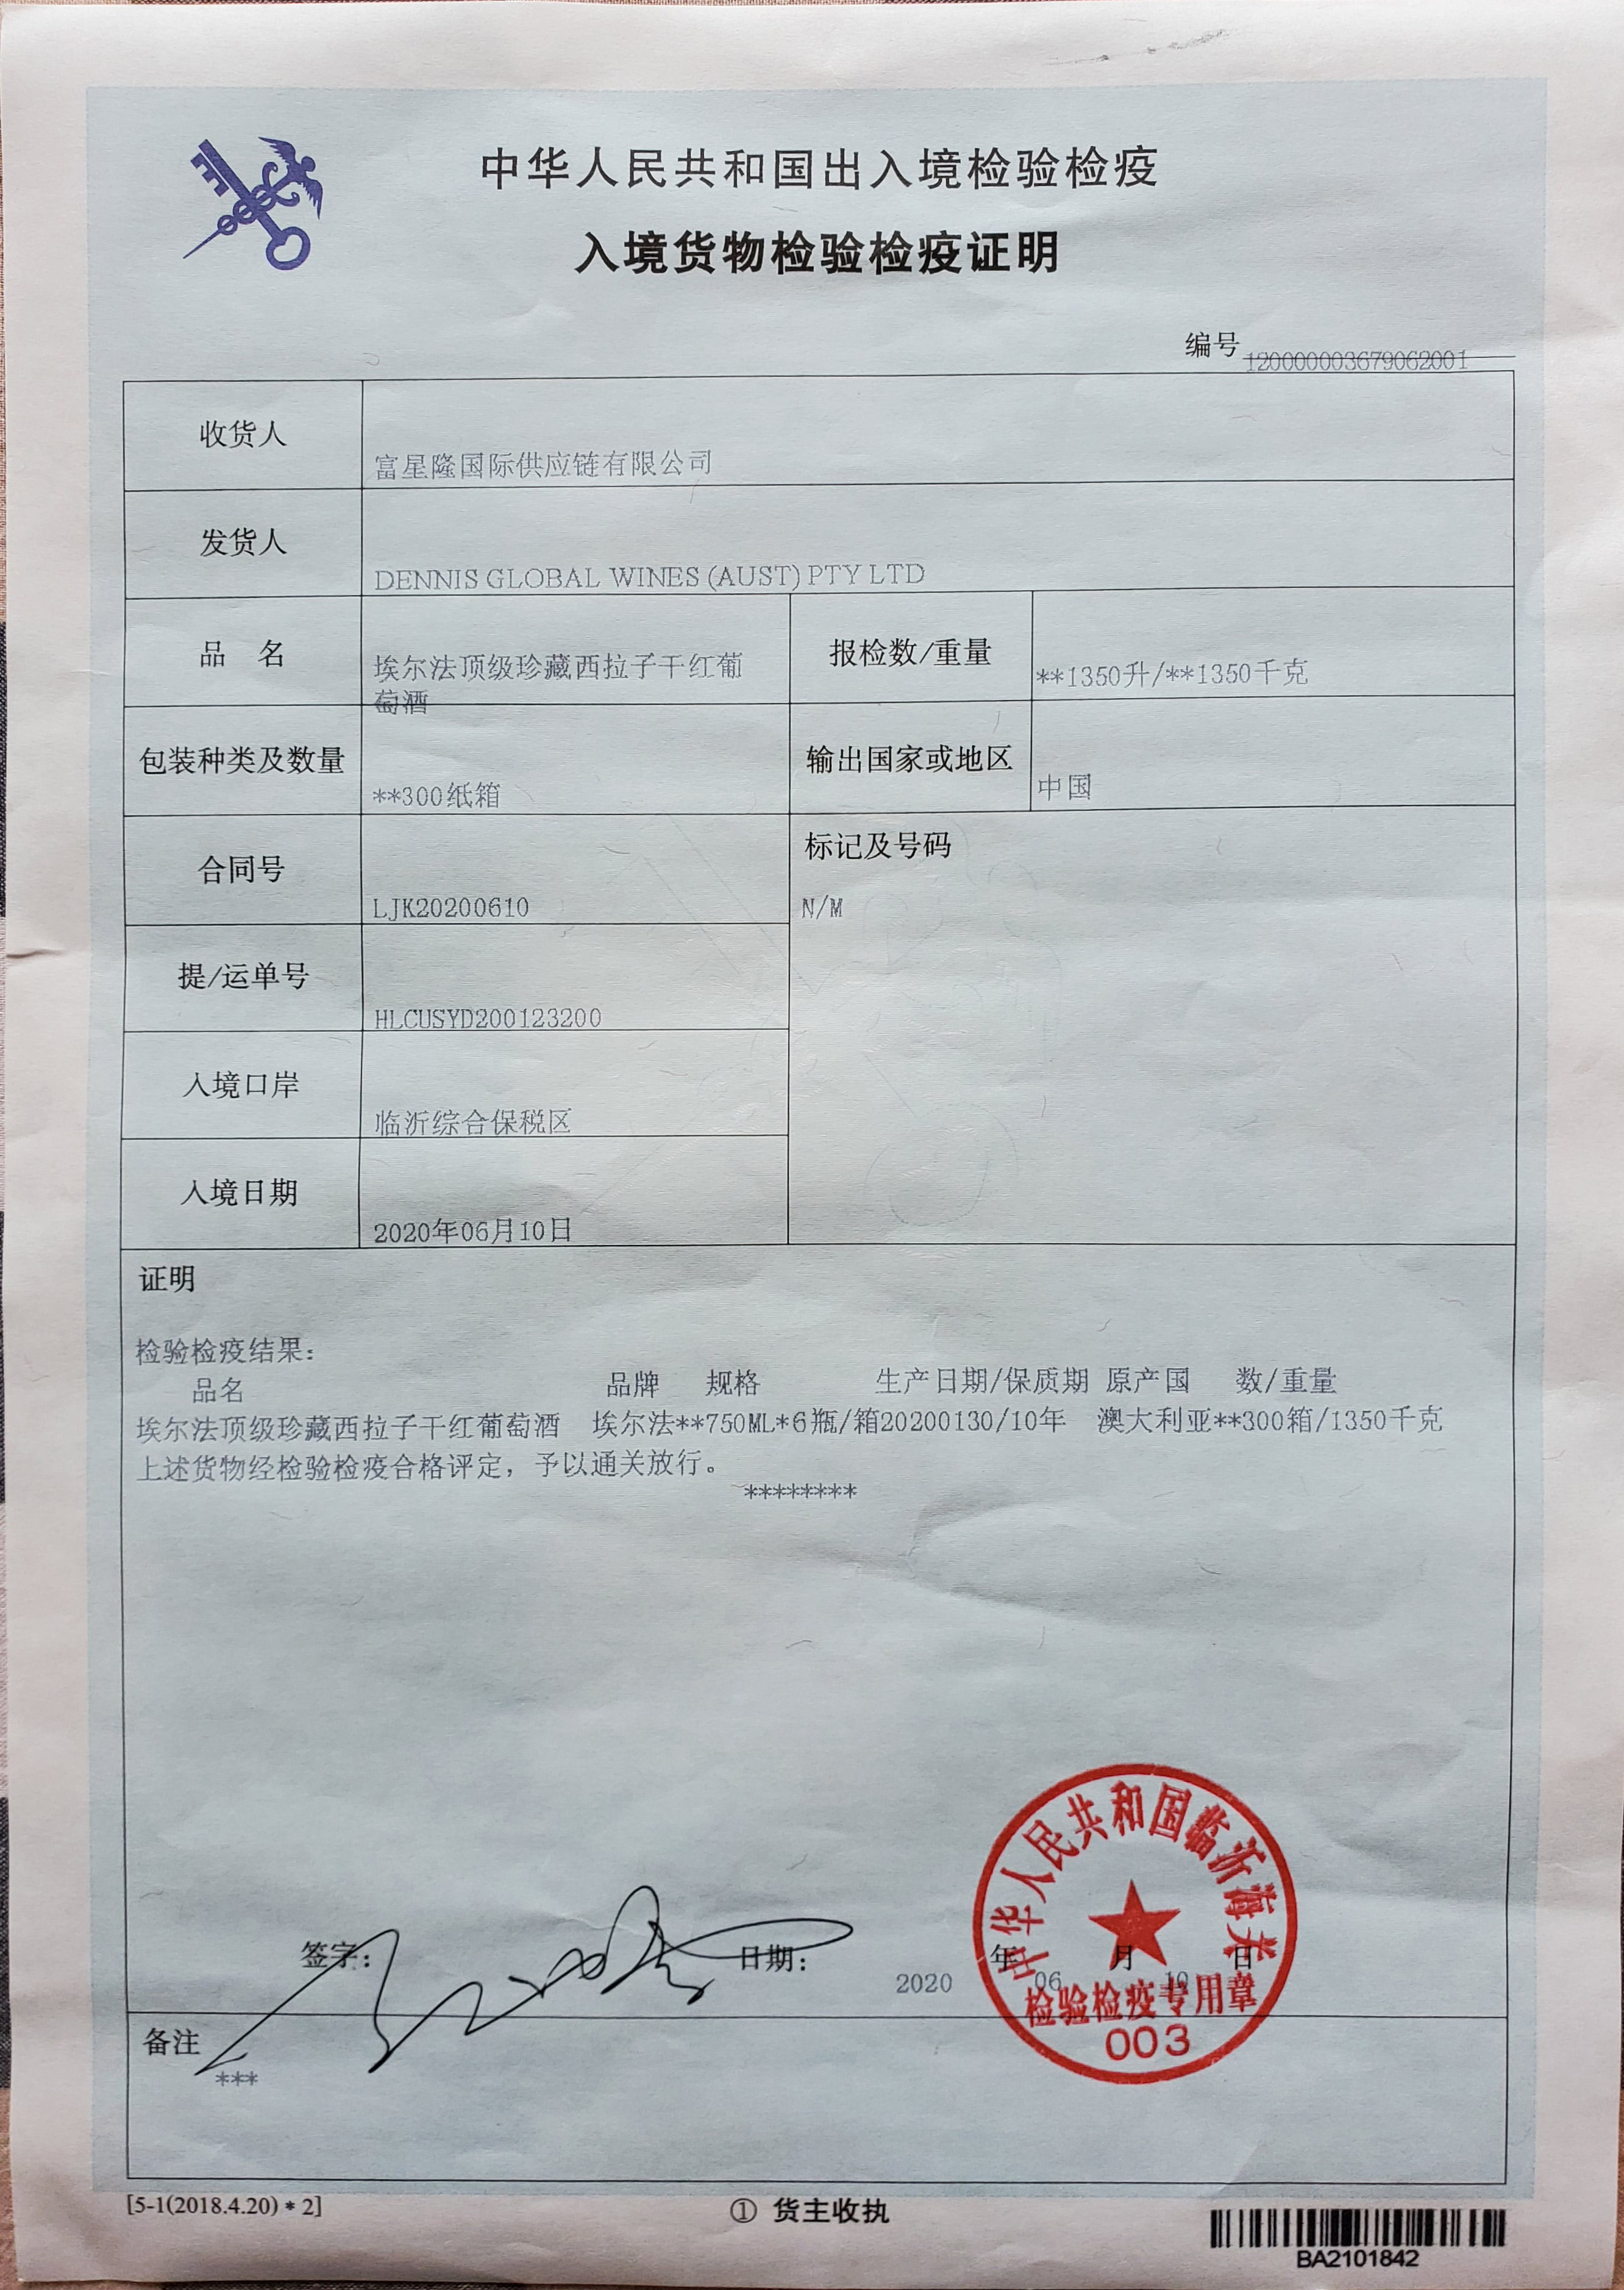 中华人民共和国出入境检验检疫
入境货物检验检疫证明
编号 120000003679062001
收货人
富星隆国际供应链有限公司
发货人
DENNIS GLOBAL WINES (AUST) PTY LTD
品 名
埃尔法顶级珍藏西拉子干红葡
萄酒
报检数/重量
**1350升/**1350千克
包装种类及数量
**300纸箱
输出国家或地区
中国
合同号
LJK20200610
标记及号码
N/M
提/运单号
HLCUSYD200123200
入境口岸
临沂综合保税区
入境日期
2020年06月10日
证明
检验检疫结果:
品名 品牌 规格 生产日期/保质期 原产国 数/重量
埃尔法顶级珍藏西拉子干红葡萄酒 埃尔法**750ML*6瓶/箱20200130/10年 澳大利亚**300箱/1350千克
上述货物经检验检疫合格评定，予以通关放行。
********
中华人民共和国临沂海关
签字: 日期: 2020 年 06 月 10 日
检验检疫专用章
003
备注
***
[5-1(2018.4.20)*2]
① 货主收执
BA2101842